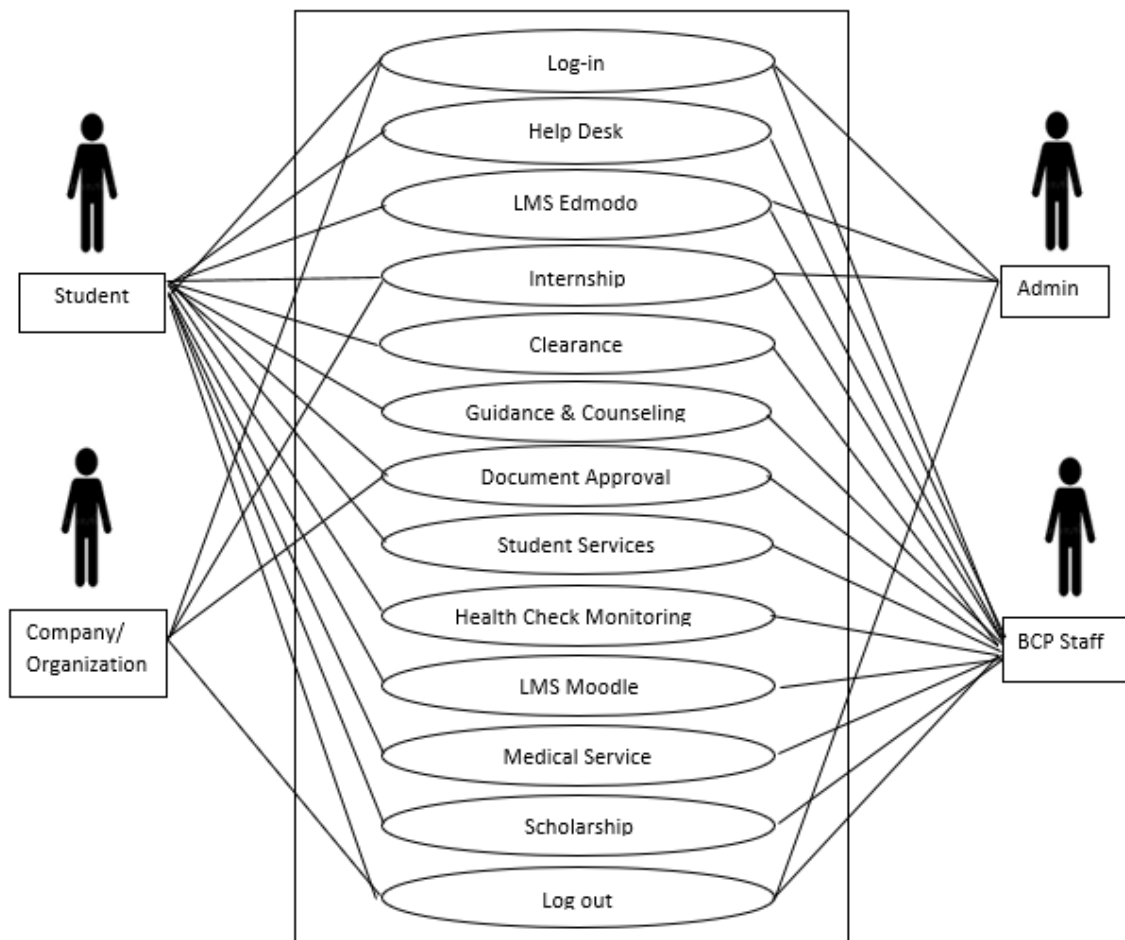 Log-in
Help Desk
LMS Edmodo
Internship
Clearance
Guidance & Counseling
Document Approval
Student Services
Health Check Monitoring
LMS Moodle
Medical Service
Scholarship
Log out
Student
Company/
Organization
Admin
BCP Staff